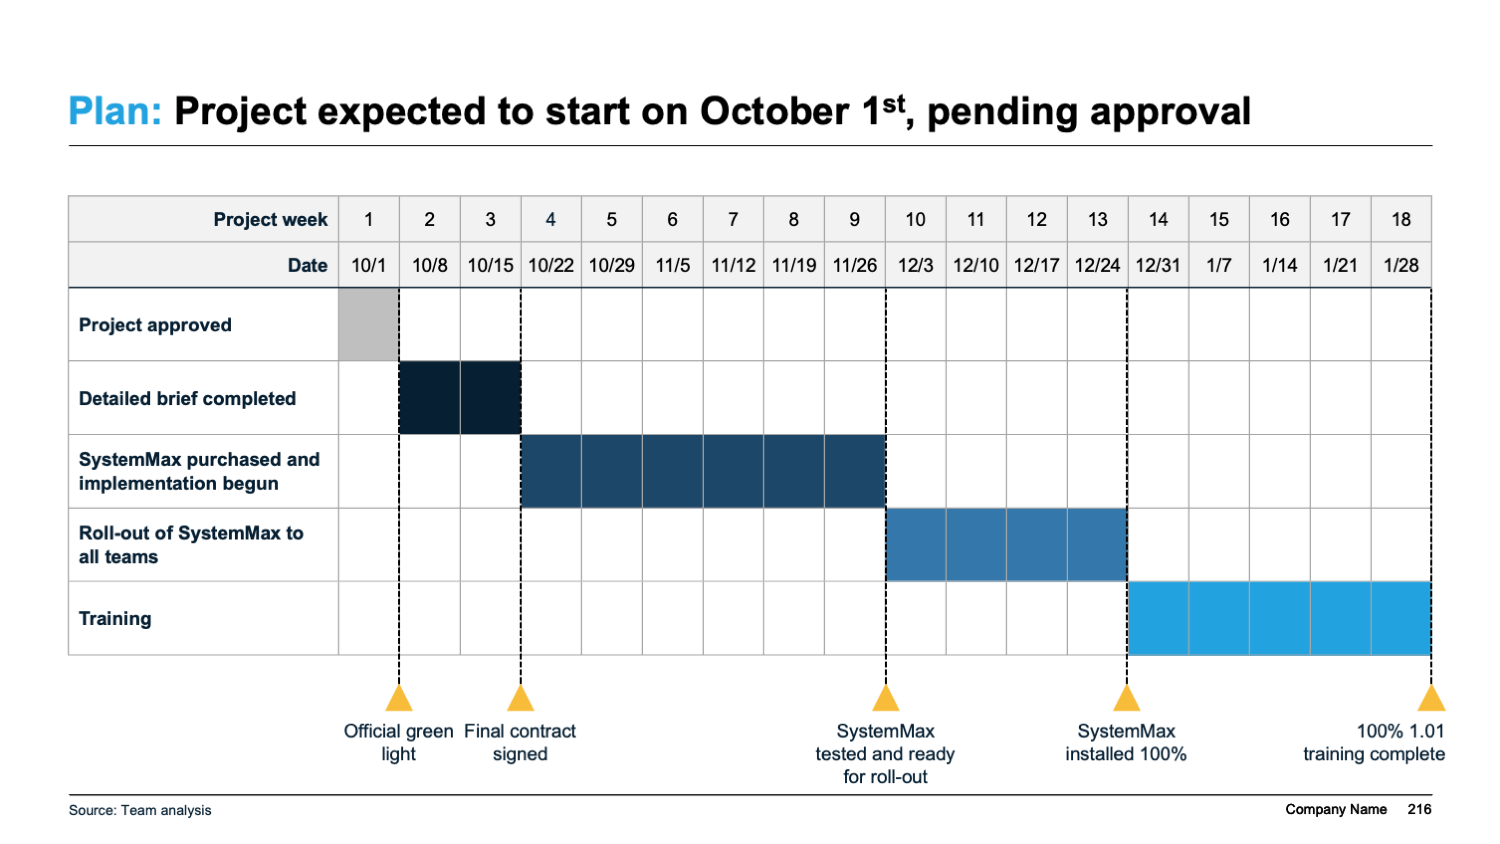 Plan: Project expected to start on October 1st, pending approval
Project week 1 2 3 4 5 6 7 8 9 10 11 12 13 14 15 16 17 18
Date 10/1 10/8 10/15 10/22 10/29 11/5 11/12 11/19 11/26 12/3 12/10 12/17 12/24 12/31 1/7 1/14 1/21 1/28
Project approved
Detailed brief completed
SystemMax purchased and
implementation begun
Roll-out of SystemMax to
all teams
Training
Official green
light
Final contract
signed
SystemMax
tested and ready
for roll-out
SystemMax
installed 100%
100% 1.01
training complete
Source: Team analysis
Company Name 216